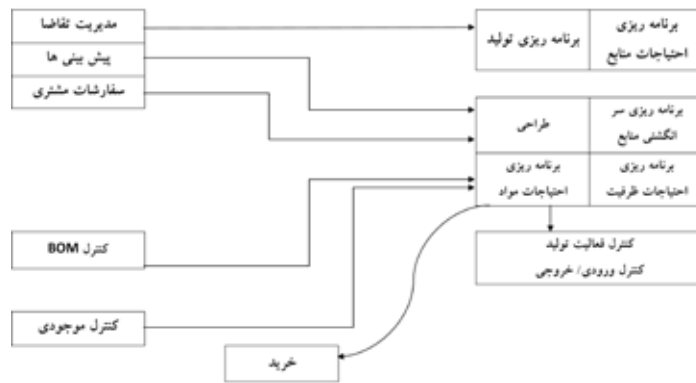 مدیریت تقاضا
پیش بینی ها
سفارشات مشتری
برنامه ریزی تولید
برنامه ریزی
احتیاجات منابع
طراحی
برنامه ریزی سر
انگشتی منابع
برنامه ریزی
احتیاجات مواد
برنامه ریزی
احتیاجات ظرفیت
کنترل BOM
کنترل فعالیت تولید
کنترل ورودی/ خروجی
کنترل موجودی
خرید